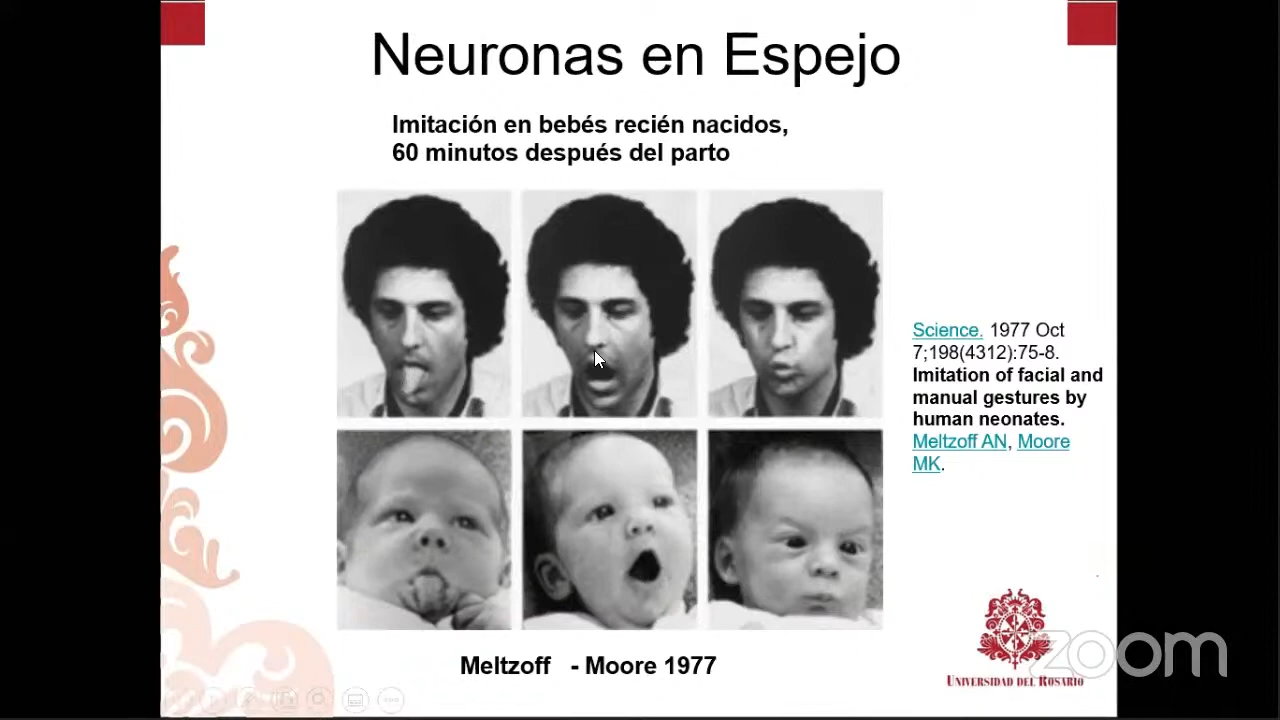 Neuronas en Espejo
Imitación en bebés recién nacidos,
60 minutos después del parto
Science. 1977 Oct
7;198(4312):75-8.
Imitation of facial and
manual gestures by
human neonates.
Meltzoff AN, Moore
MK.
Meltzoff - Moore 1977
UNIVERSIDAD DEL ROSARIO
zoom